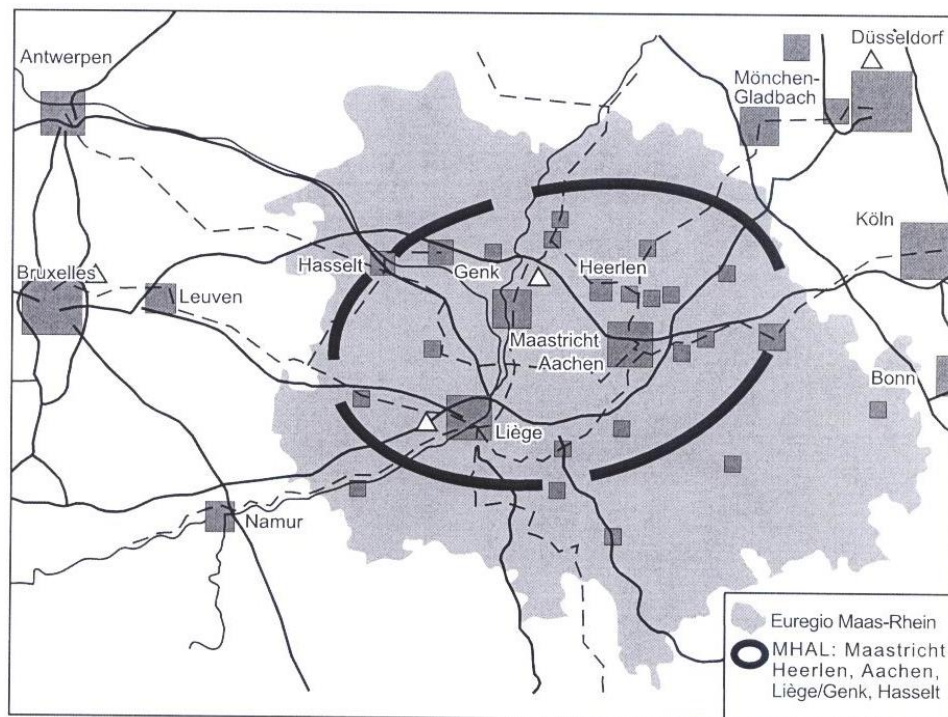 Düsseldorf
Antwerpen
Mönchen-
Gladbach
Köln
Hasselt
Genk
Heerlen
Bruxelles
Leuven
Maastricht
Aachen
Bonn
Liège
Namur
Euregio Maas-Rhein
MHAL: Maastricht
Heerlen, Aachen,
Liège/Genk, Hasselt